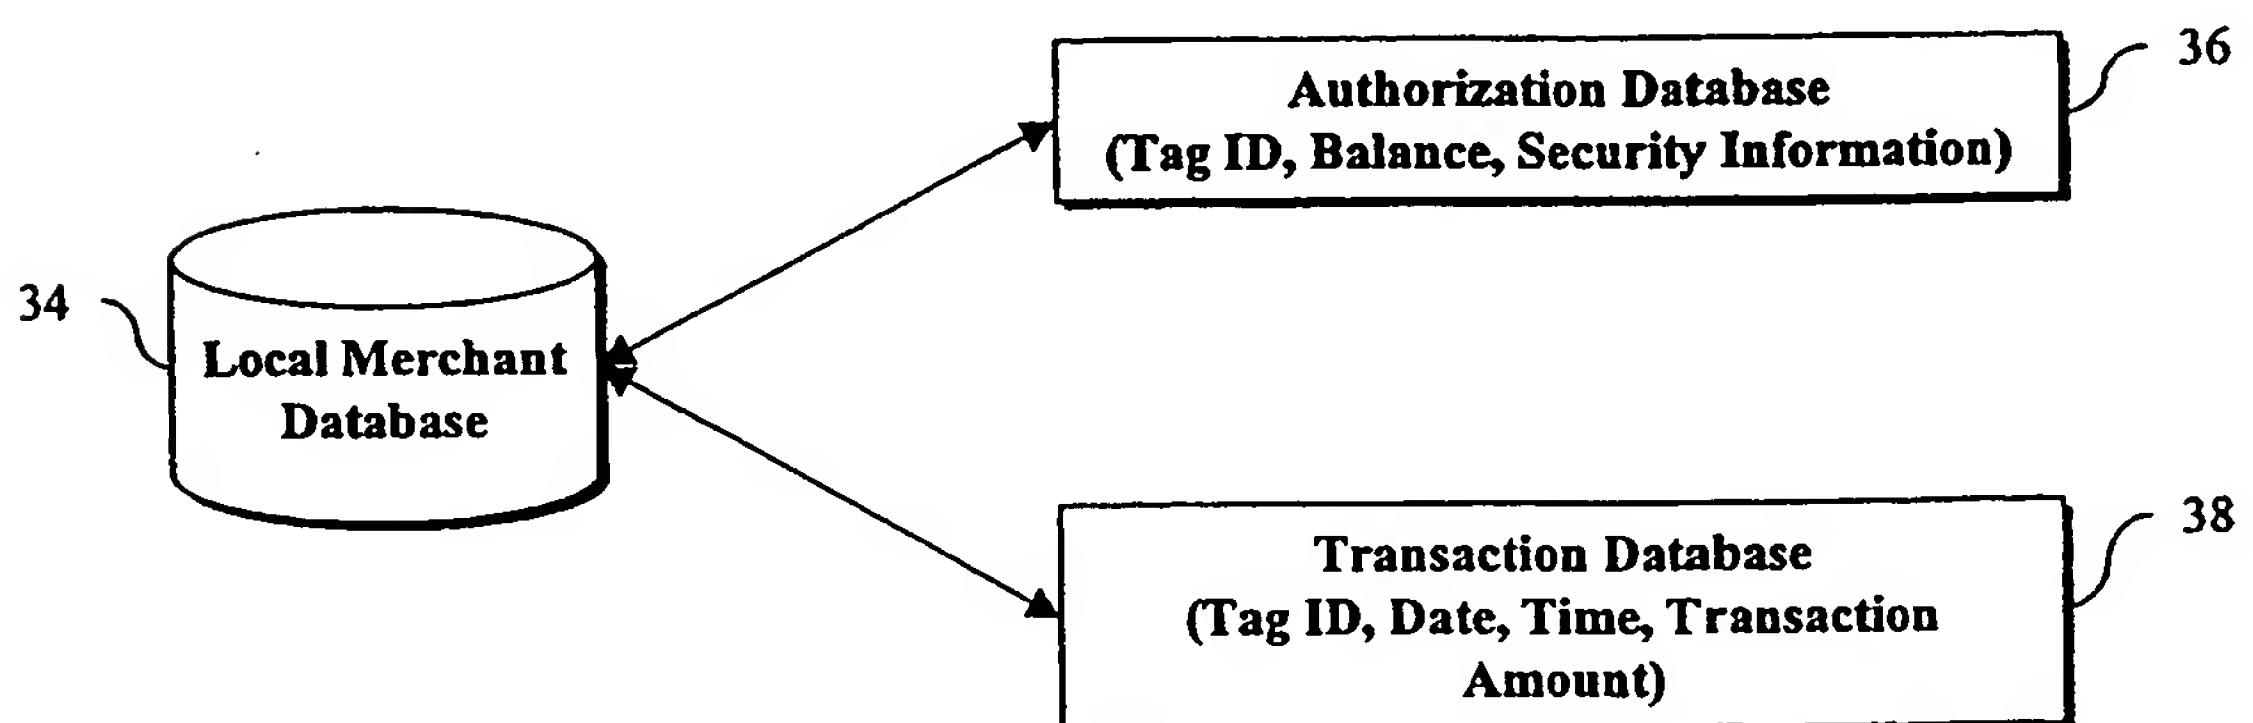 36
Authorization Database
(Tag ID, Balance, Security Information)
34
Local Merchant
Database
38
Transaction Database
(Tag ID, Date, Time, Transaction
Amount)